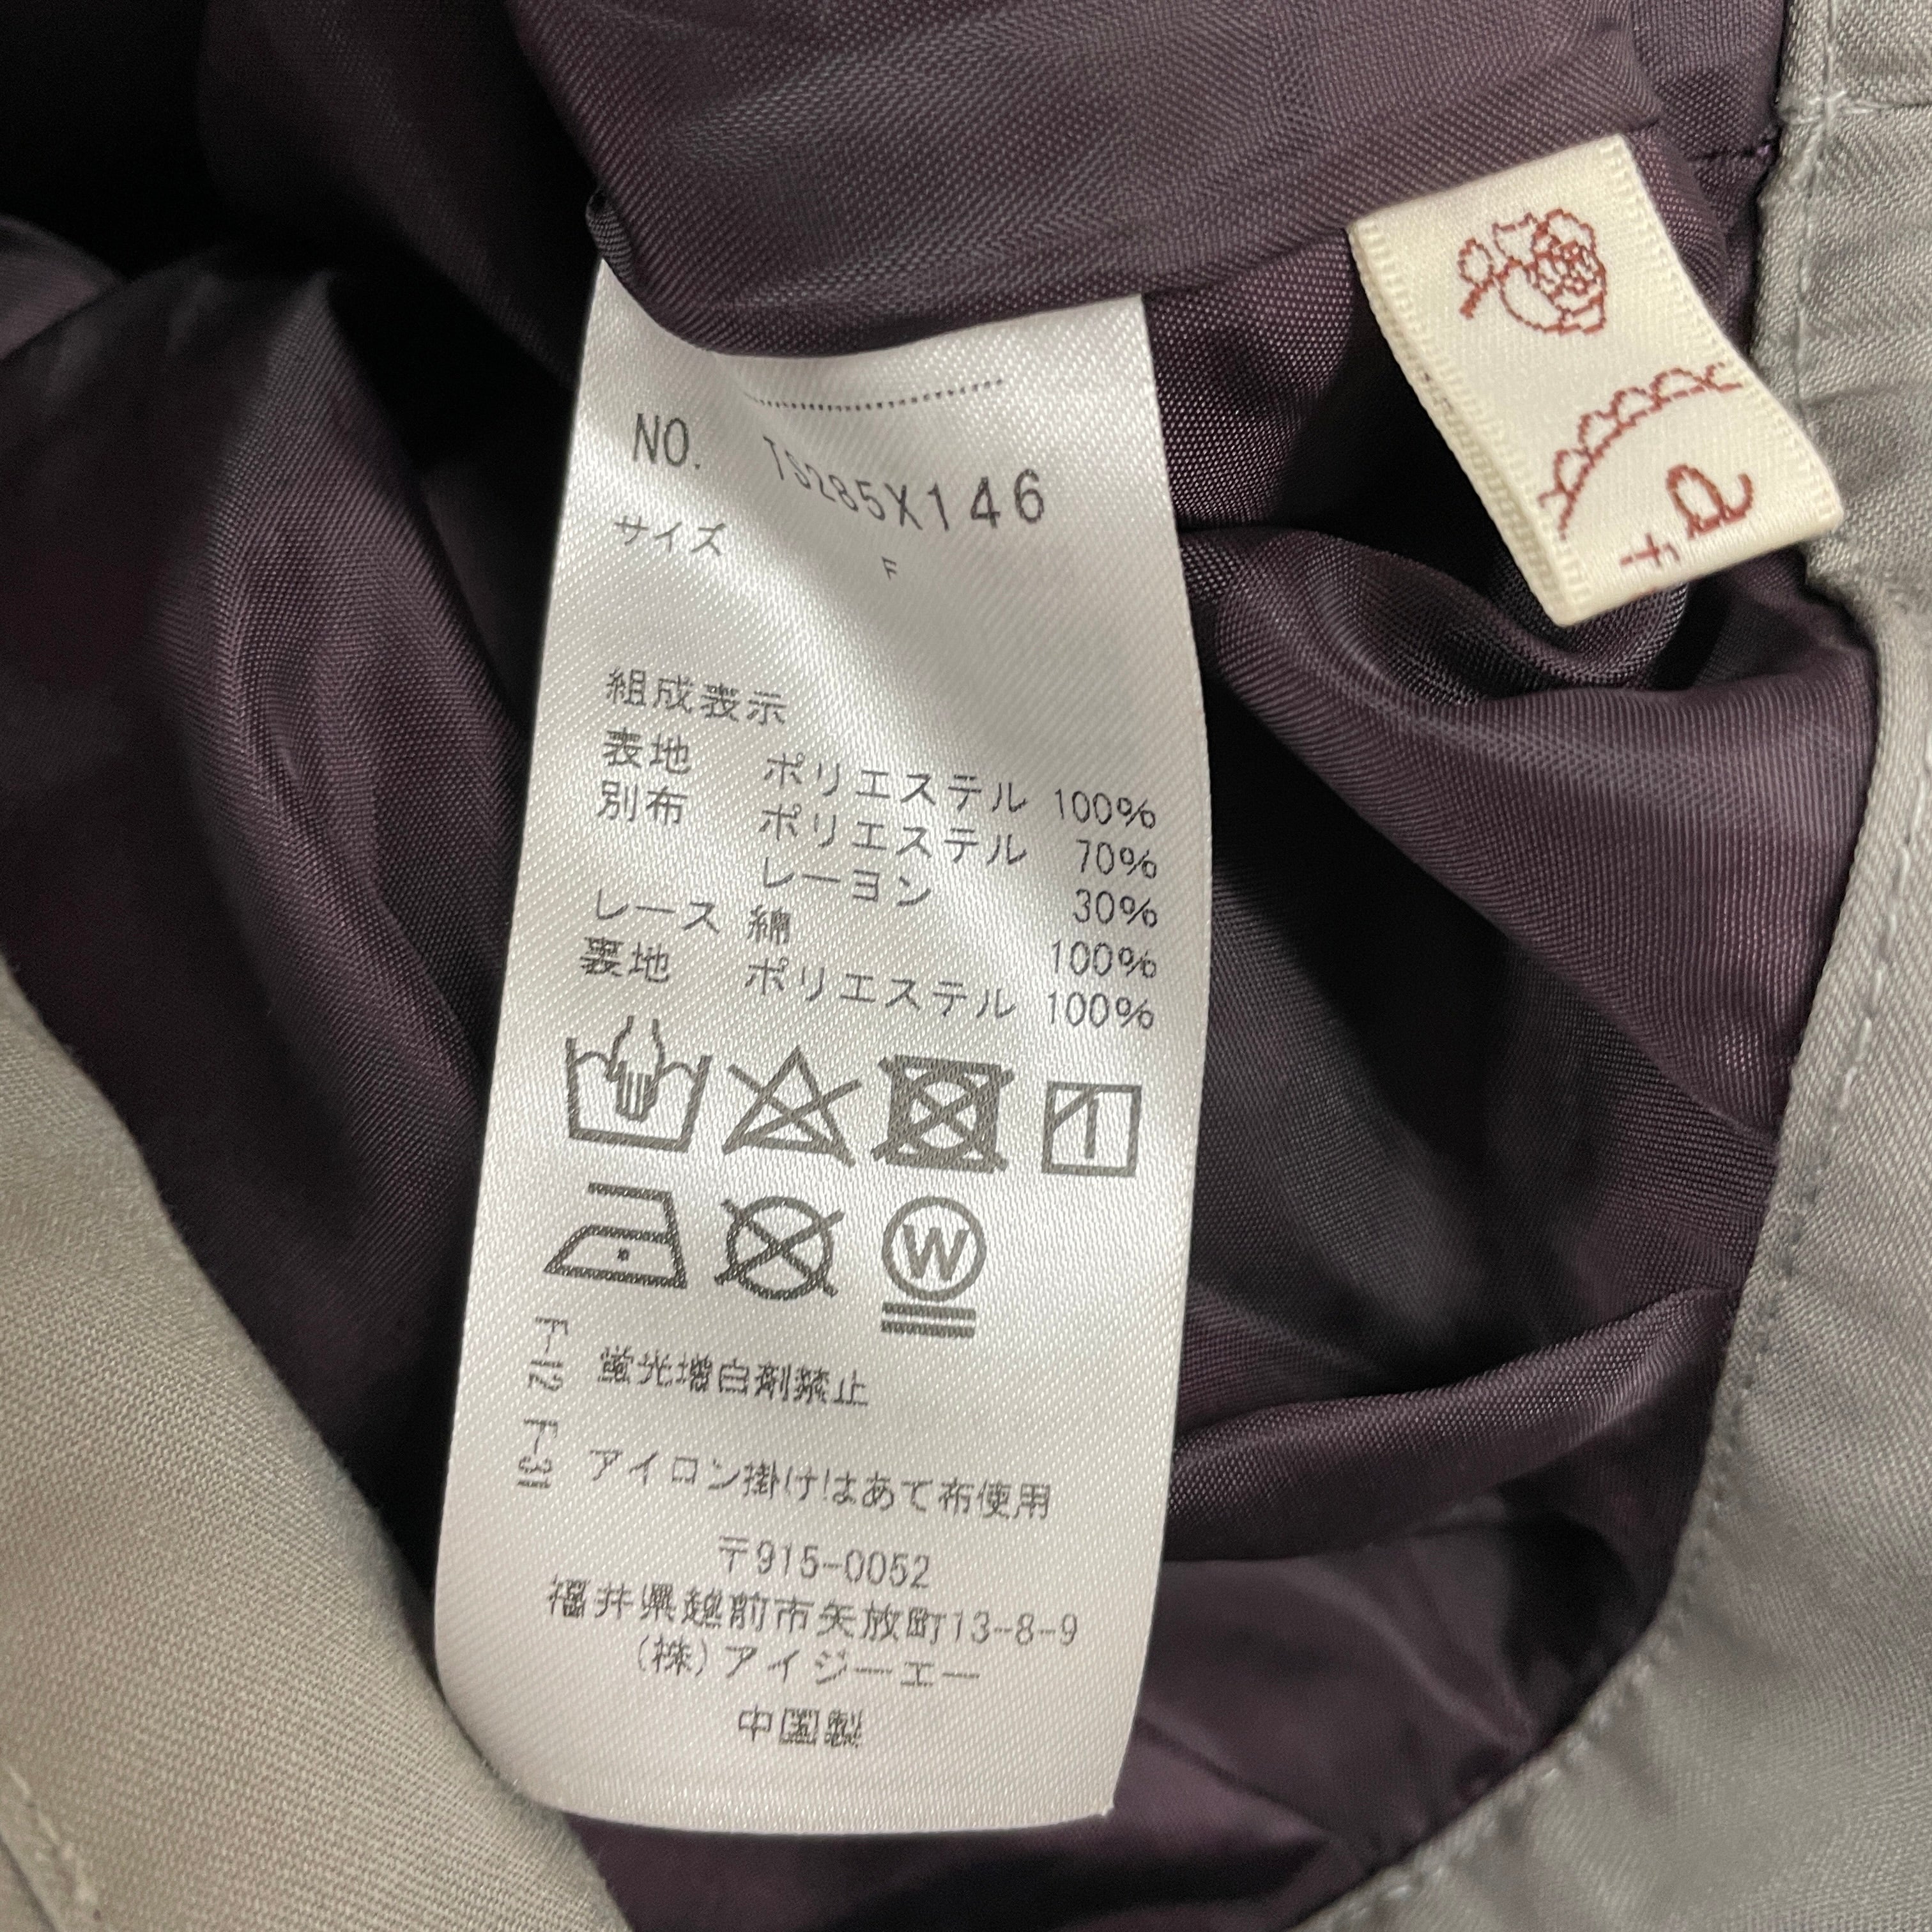 NO. TS285X146
サイズ F
組成表示
表地 ポリエステル 100%
別布 ポリエステル 70%
レーヨン 30%
レース 綿 100%
裏地 ポリエステル 100%
W
F-12 蛍光増白剤禁止
F-31 アイロン掛けはあて布使用
〒915-0052
福井県越前市矢放町13-8-9
(株)アイジーエー
中国製